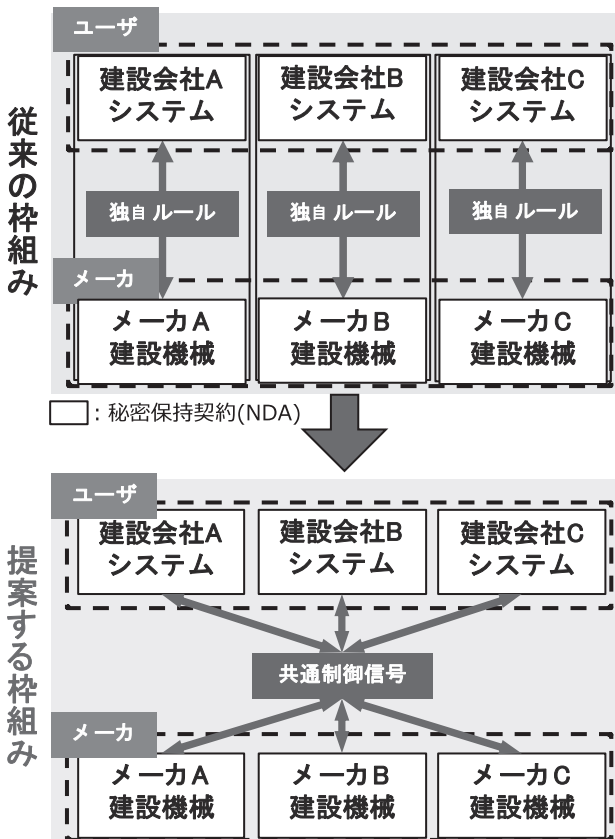 従来の枠組み
ユーザ
建設会社A
システム
建設会社B
システム
建設会社C
システム
独自 ルール
独自 ルール
独自 ルール
メーカ
メーカA
建設機械
メーカB
建設機械
メーカC
建設機械
：秘密保持契約(NDA)
提案する枠組み
ユーザ
建設会社A
システム
建設会社B
システム
建設会社C
システム
共通制御信号
メーカ
メーカA
建設機械
メーカB
建設機械
メーカC
建設機械